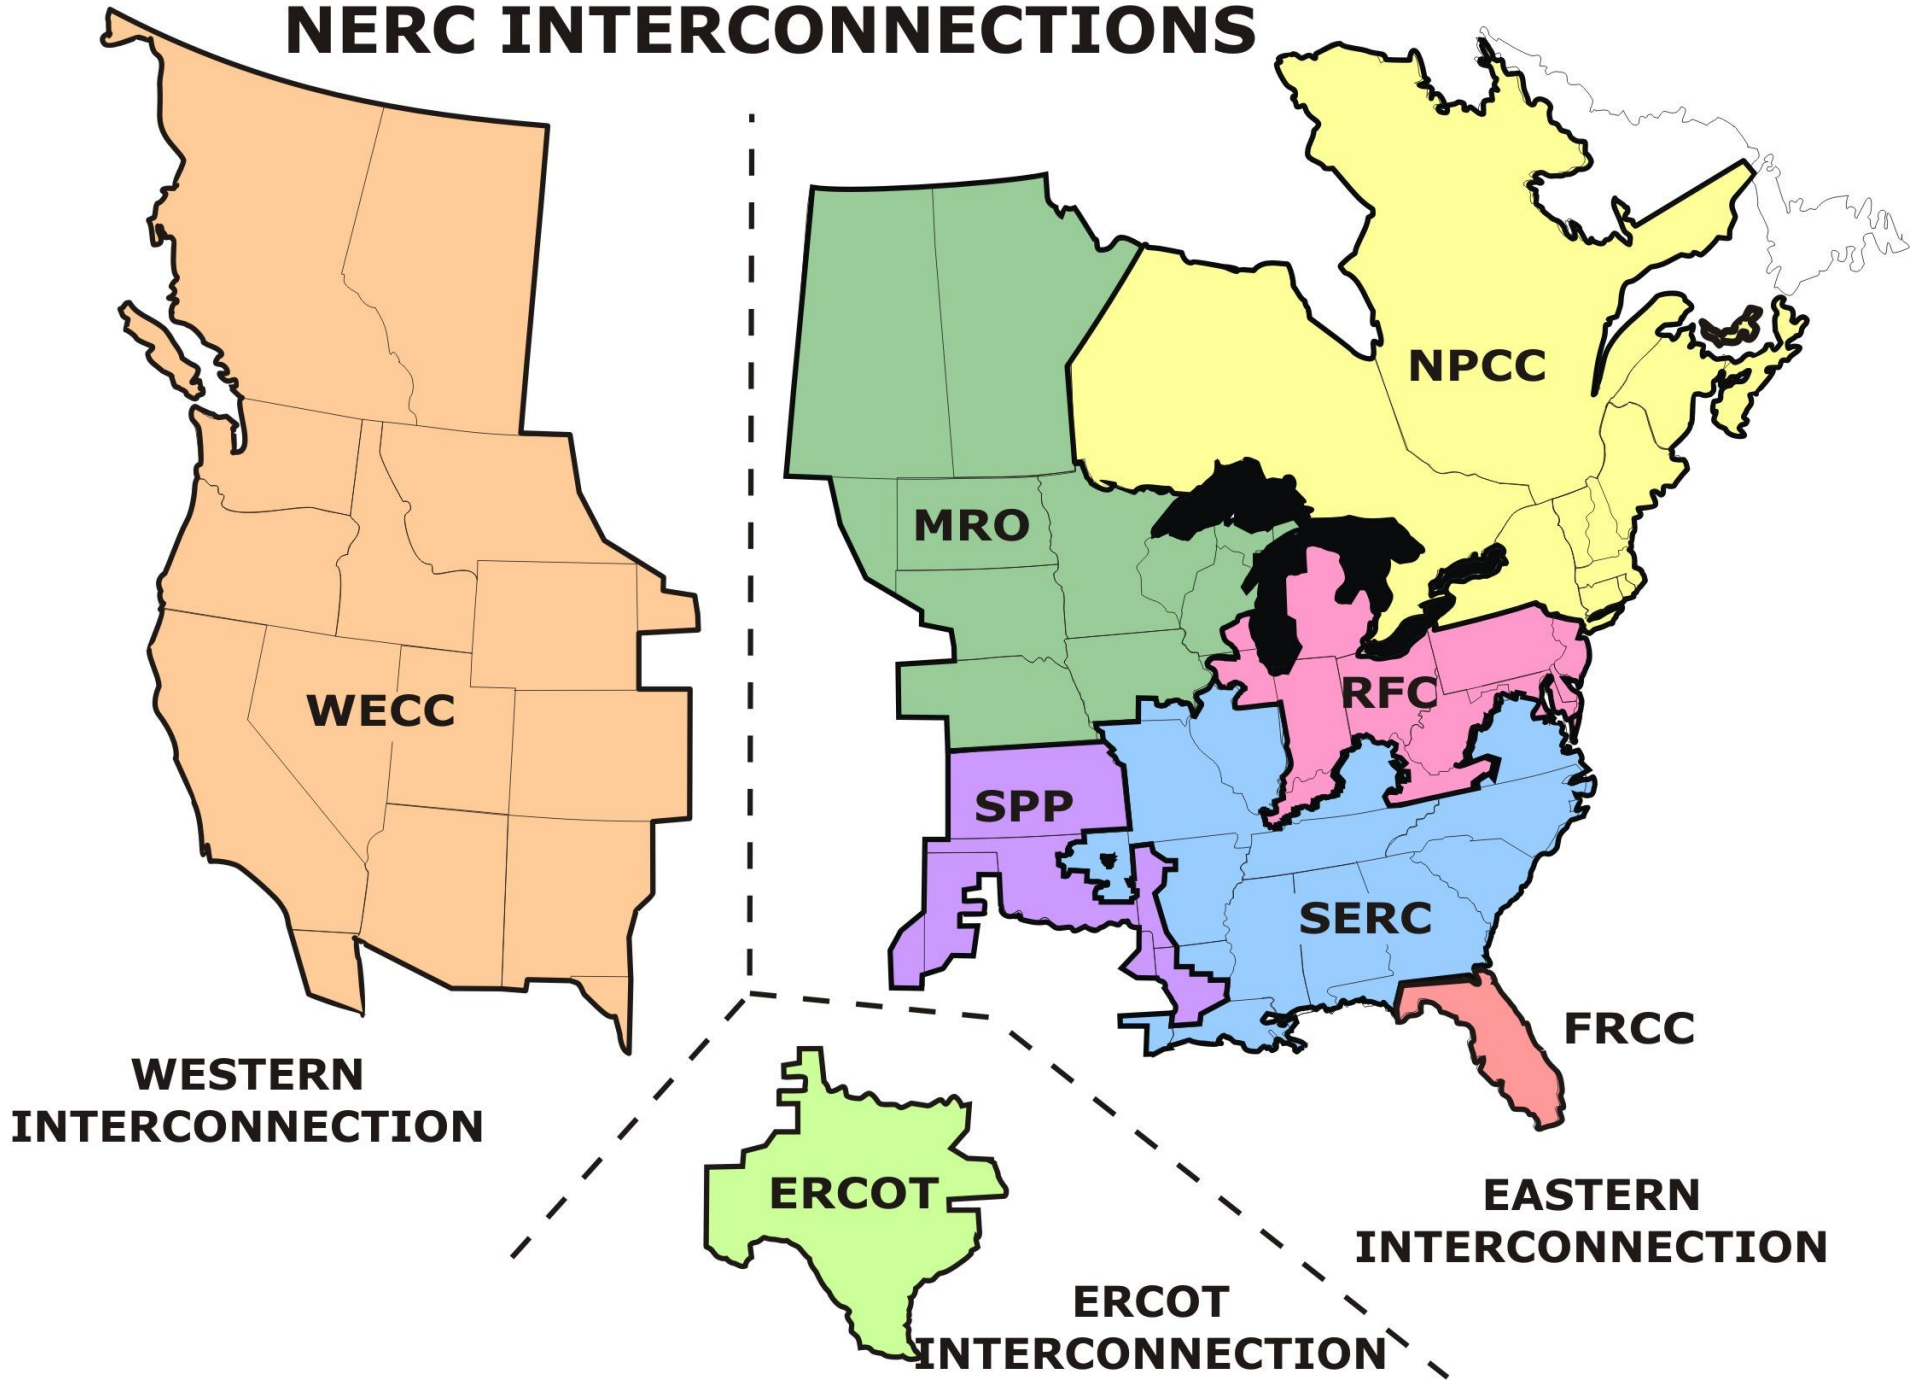 NERC INTERCONNECTIONS
NPCC
MRO
RFC
WECC
SPP
SERC
FRCC
WESTERN
INTERCONNECTION
ERCOT
EASTERN
INTERCONNECTION
ERCOT
INTERCONNECTION